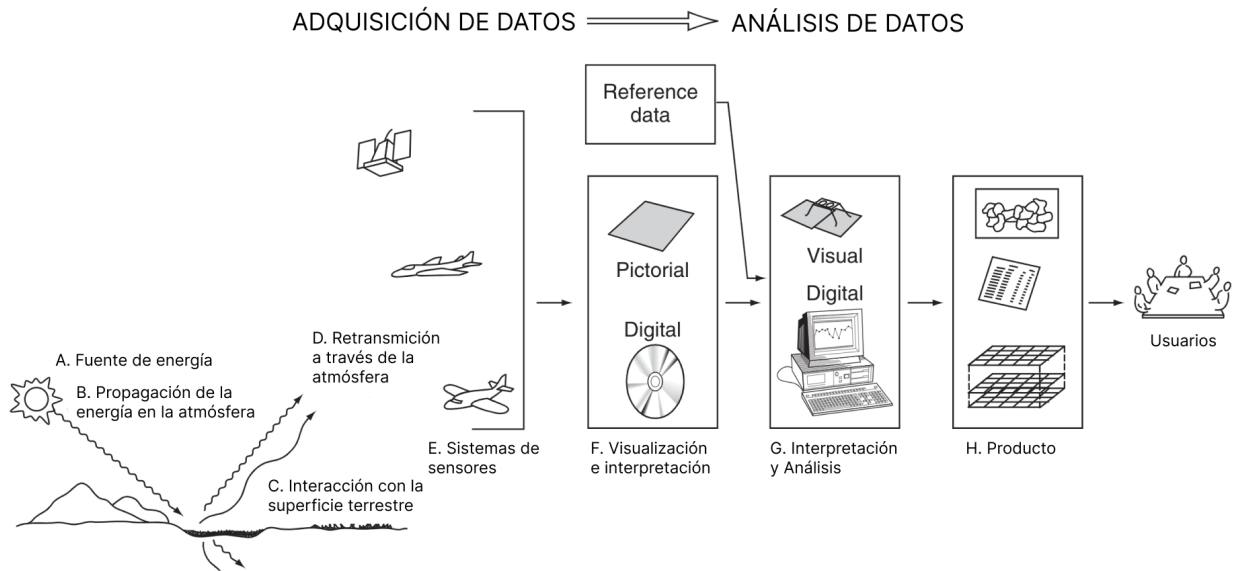 ADQUISICIÓN DE DATOS
ANÁLISIS DE DATOS
Reference
data
Pictorial
Digital
Visual
Digital
A. Fuente de energía
B. Propagación de la
energía en la atmósfera
C. Interacción con la
superficie terrestre
D. Retransmición
a través de la
atmósfera
E. Sistemas de
sensores
F. Visualización
e interpretación
G. Interpretación
y Análisis
H. Producto
Usuarios